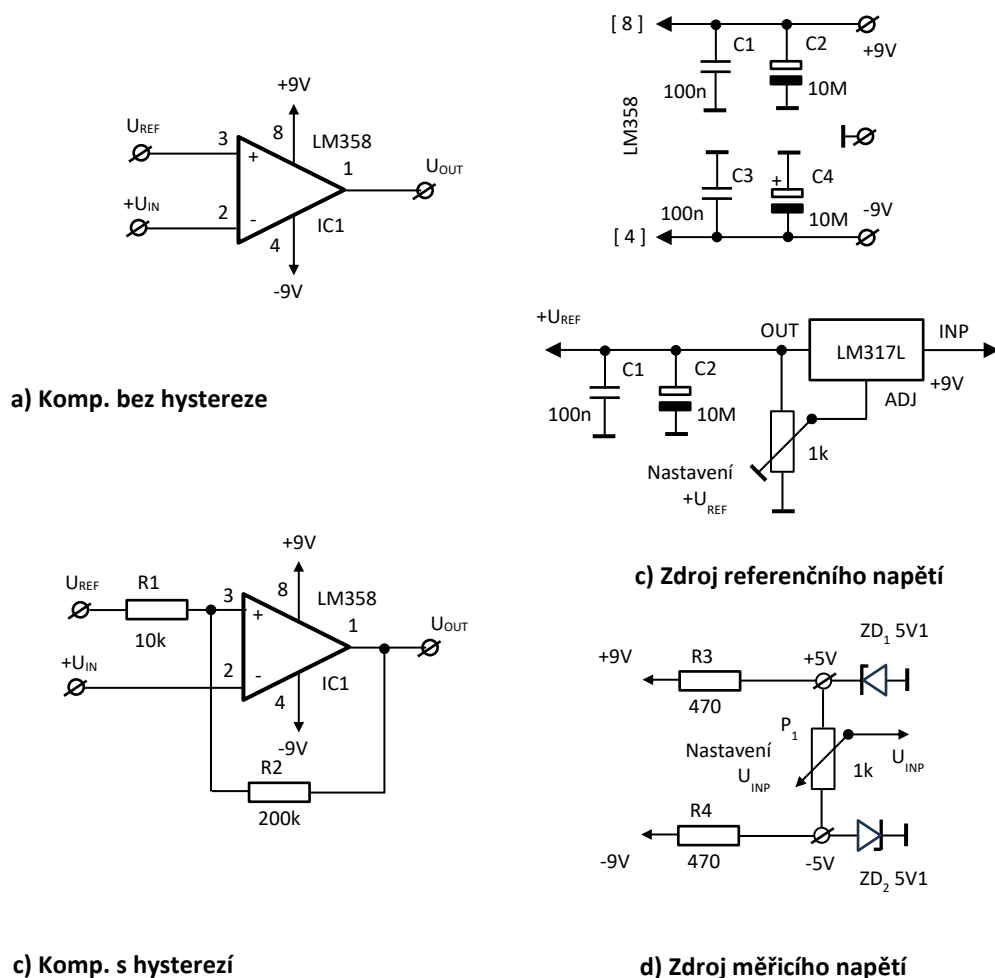 +9V
U_REF
3
8
LM358
+
1
U_OUT
+U_IN
2
-
IC1
4
-9V
a) Komp. bez hystereze
[ 8 ]
C1
C2
+9V
100n
10M
LM358
C3
+
C4
100n
10M
-9V
[ 4 ]
+U_REF
OUT
INP
LM317L
C1
C2
+9V
100n
10M
ADJ
1k
Nastavení
+U_REF
c) Zdroj referenčního napětí
+9V
U_REF
R1
3
8
LM358
+
1
U_OUT
10k
+U_IN
2
-
IC1
4
-9V
R2
200k
c) Komp. s hysterezí
ZD_1 5V1
+9V
R3
+5V
470
P_1
Nastavení
U_INP
U_INP
1k
R4
-9V
470
-5V
ZD_2 5V1
d) Zdroj měřicího napětí